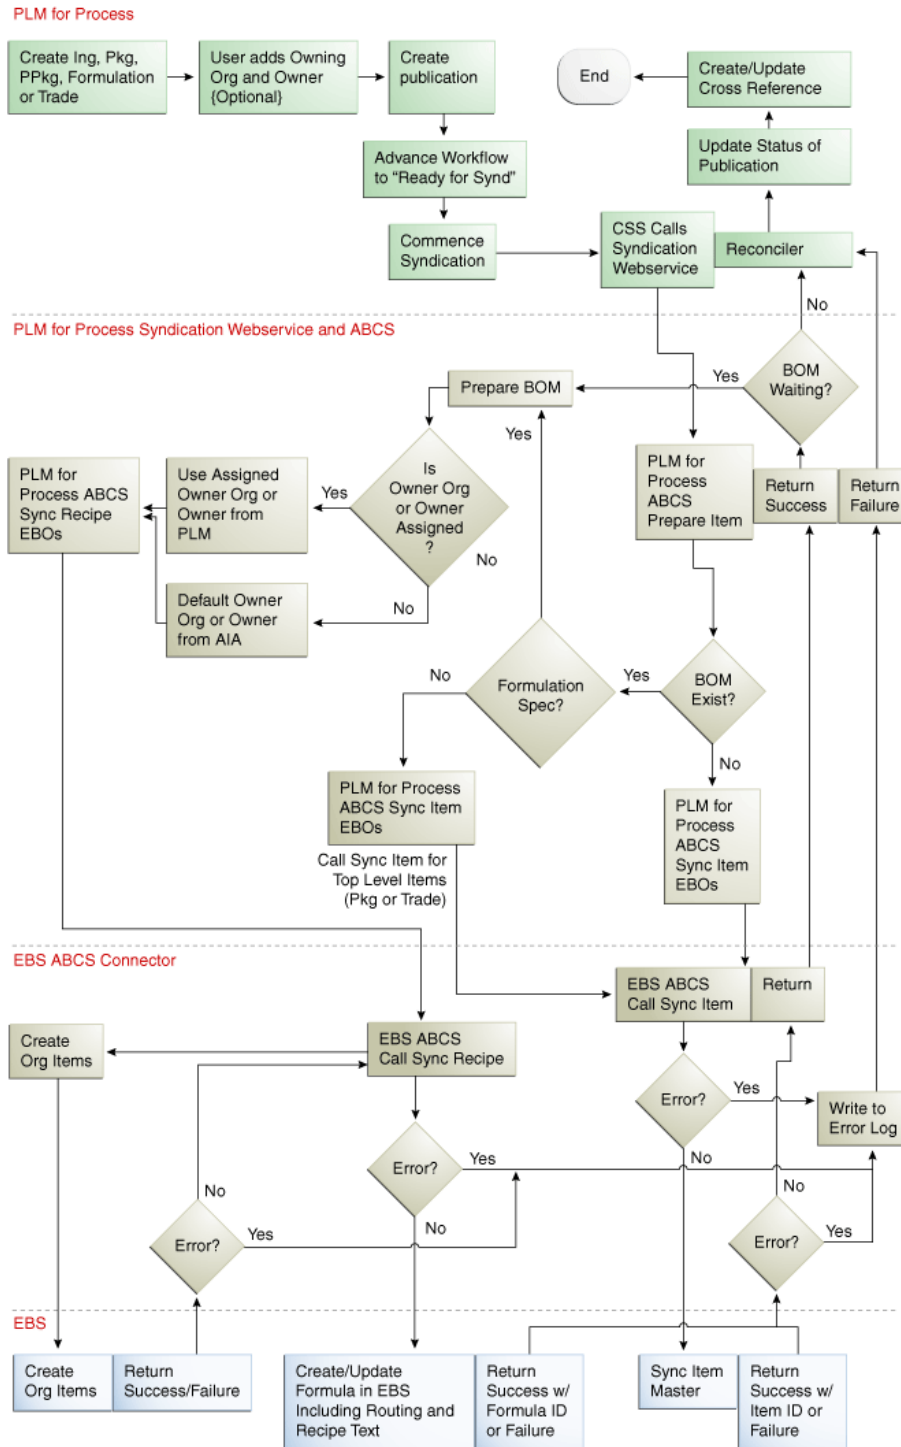 PLM for Process
Create Ing, Pkg,
PPkg, Formulation
or Trade
User adds Owning
Org and Owner
{Optional}
Create
publication
End
Create/Update
Cross Reference
Advance Workflow
to “Ready for Synd”
Update Status of
Publication
Commence
Syndication
CSS Calls
Syndication
Webservice
Reconciler
No
PLM for Process Syndication Webservice and ABCS
Prepare BOM
Yes
BOM
Waiting?
Yes
PLM for
Process ABCS
Sync Recipe
EBOs
Use Assigned
Owner Org or
Owner from
PLM
Yes
Is
Owner Org
or Owner
Assigned
?
No
PLM for
Process
ABCS
Prepare Item
Return
Success
Return
Failure
Default Owner
Org or Owner
from AIA
No
No
Formulation
Spec?
Yes
BOM
Exist?
No
PLM for Process
ABCS Sync Item
EBOs
PLM for
Process
ABCS
Sync Item
EBOs
Call Sync Item for
Top Level Items
(Pkg or Trade)
EBS ABCS Connector
EBS ABCS
Call Sync Item
Return
Create
Org Items
EBS ABCS
Call Sync Recipe
Error?
Yes
Write to
Error Log
No
Error?
Yes
No
No
Error?
Yes
No
Error?
Yes
EBS
Create
Org Items
Return
Success/Failure
Create/Update
Formula in EBS
Including Routing and
Recipe Text
Return
Success w/
Formula ID
or Failure
Sync Item
Master
Return
Success w/
Item ID or
Failure